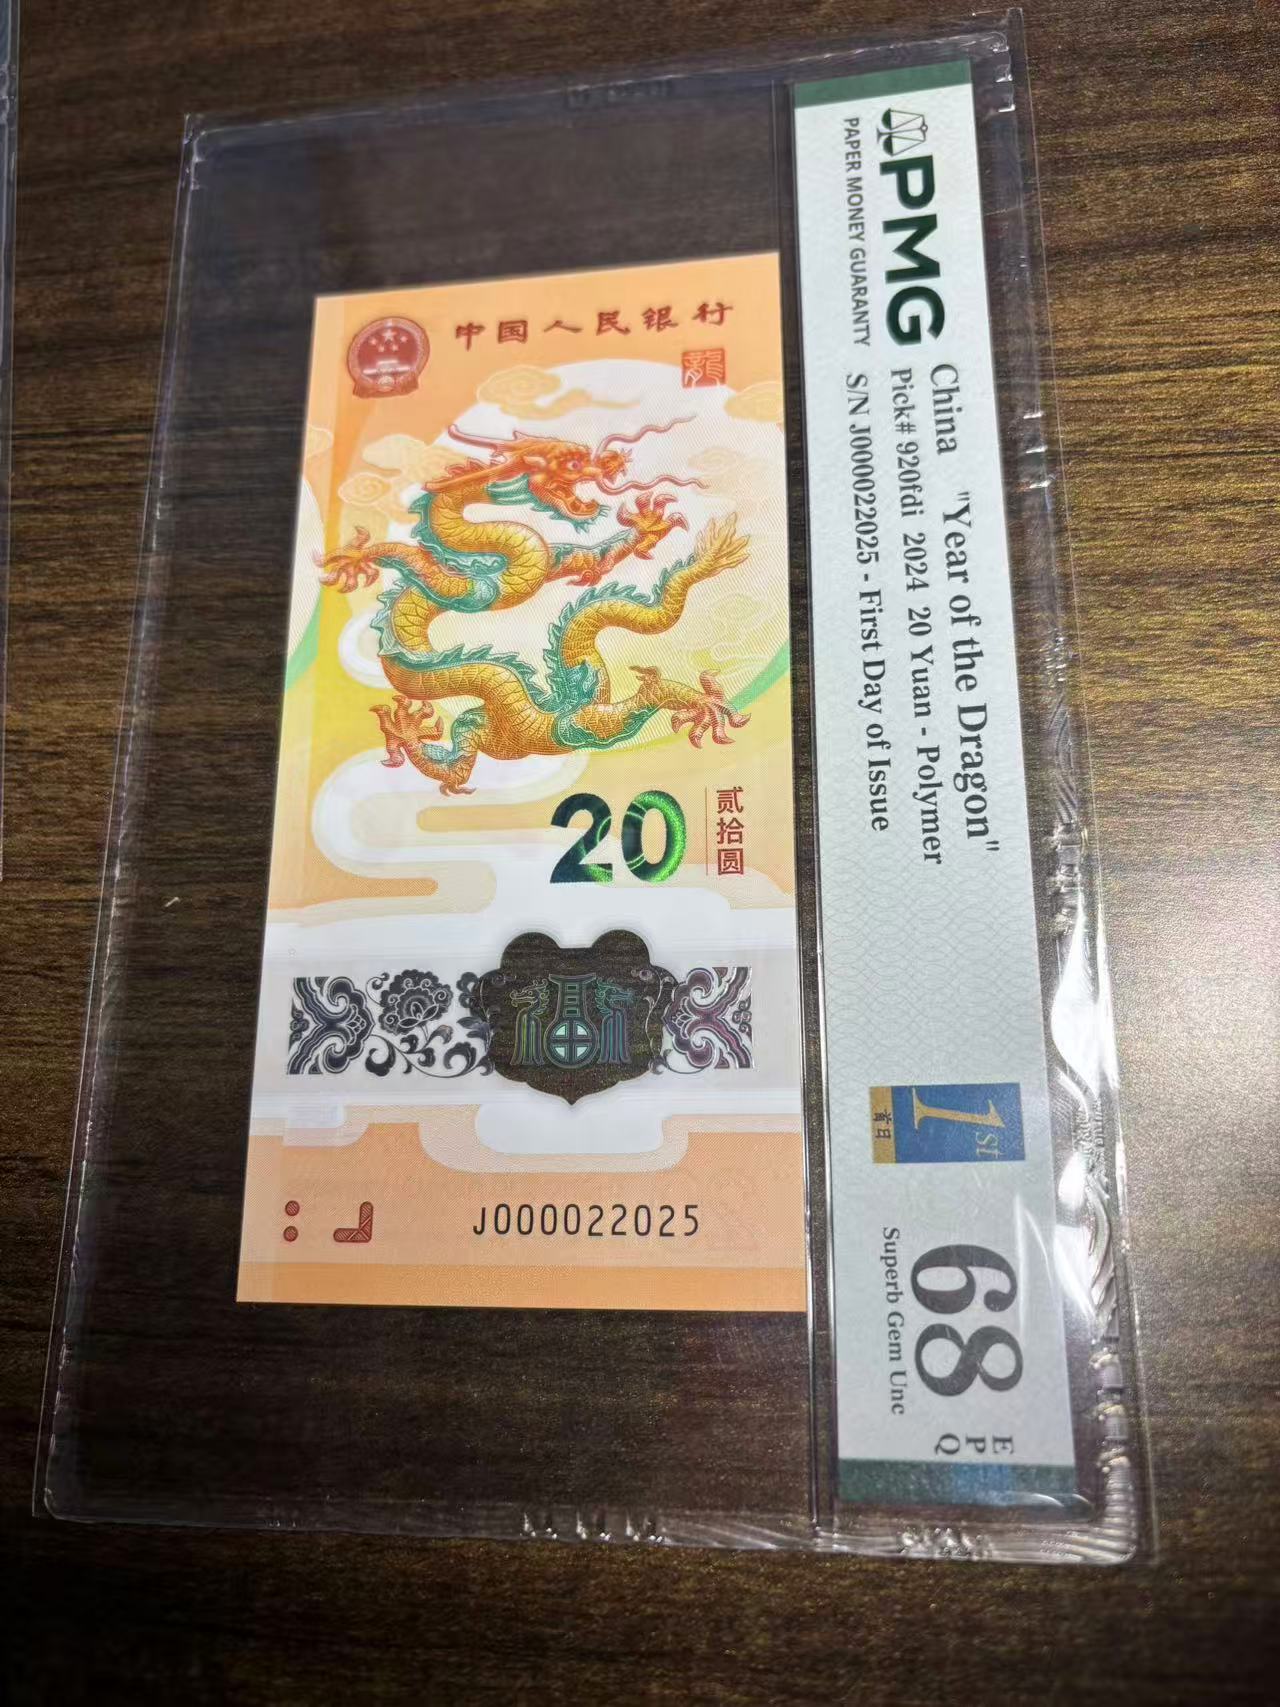 PMG
PAPER MONEY GUARANTY
China "Year of the Dragon"
Pick# 920fdi 2024 20 Yuan - Polymer
S/N J000022025 - First Day of Issue
1st
首日
68
EPQ
Superb Gem Unc
中国人民银行
龍
20
贰拾圆
J000022025